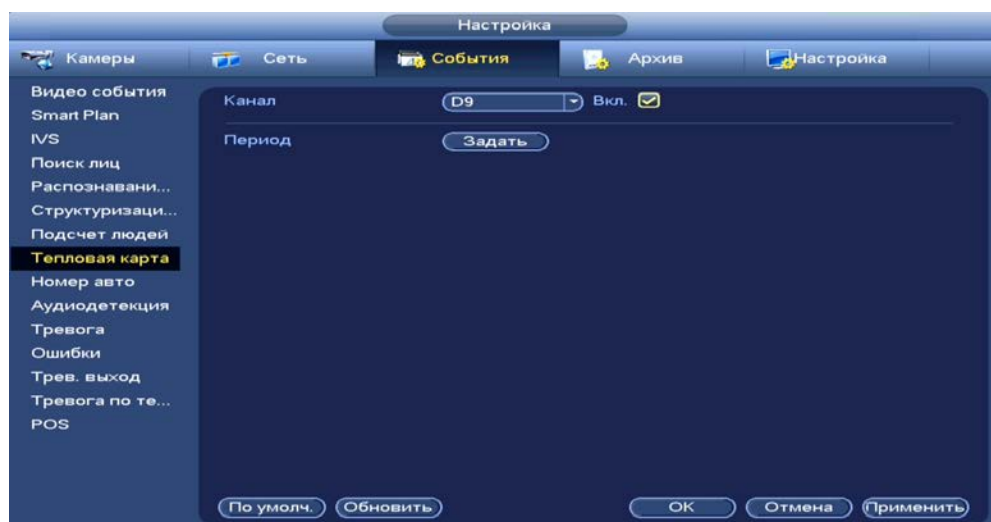 Настройка
Камеры Сеть События Архив Настройка
Видео события
Smart Plan
IVS
Поиск лиц
Распознавани...
Структуризаци...
Подсчет людей
Тепловая карта
Номер авто
Аудиодетекция
Тревога
Ошибки
Трев. выход
Тревога по те...
POS
Канал D9 Вкл.
Период Задать
По умолч. Обновить OK Отмена Применить